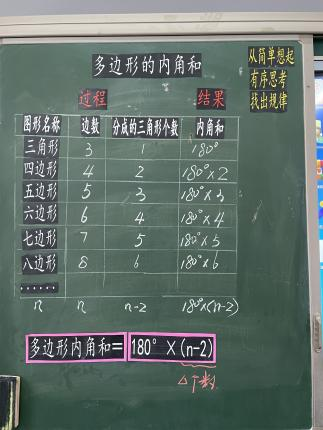 多边形的内角和
从简单想起
有序思考
找出规律
过程 结果
图形名称 边数 分成的三角形个数 内角和
三角形 3 1 180°
四边形 4 2 180°×2
五边形 5 3 180°×3
六边形 6 4 180°×4
七边形 7 5 180°×5
八边形 8 6 180°×6
......
n n n-2 180°×(n-2)
多边形内角和=180°×(n-2)
△个数